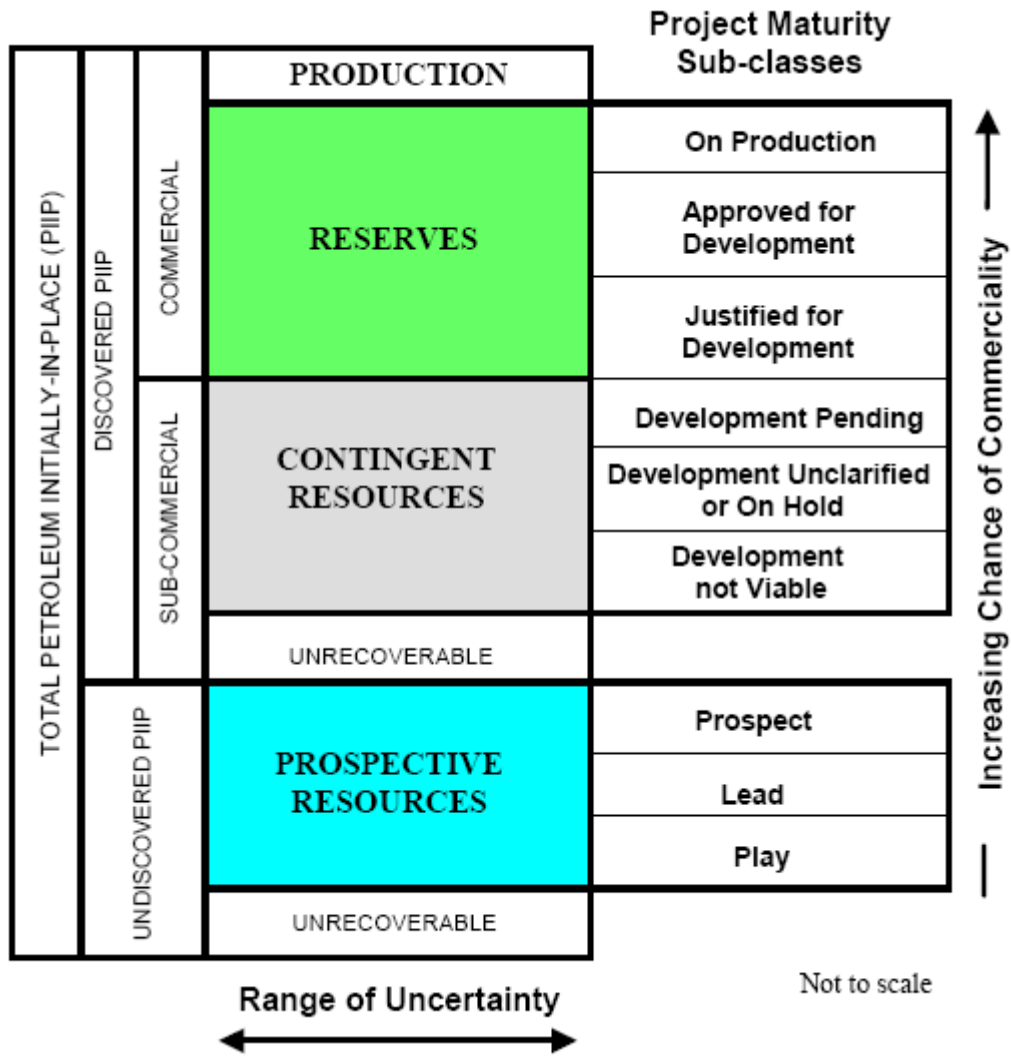 Project Maturity
Sub-classes
TOTAL PETROLEUM INITIALLY-IN-PLACE (PIIP)
DISCOVERED PIIP
COMMERCIAL
PRODUCTION
RESERVES
On Production
Approved for
Development
Justified for
Development
SUB-COMMERCIAL
CONTINGENT
RESOURCES
Development Pending
Development Unclarified
or On Hold
Development
not Viable
UNRECOVERABLE
UNDISCOVERED PIIP
PROSPECTIVE
RESOURCES
Prospect
Lead
Play
UNRECOVERABLE
Increasing Chance of Commerciality
Range of Uncertainty
Not to scale